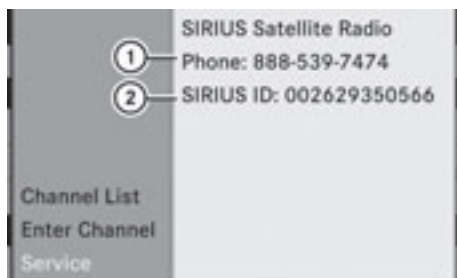 SIRIUS Satellite Radio
1 Phone: 888-539-7474
2 SIRIUS ID: 002629350566
Channel List
Enter Channel
Service